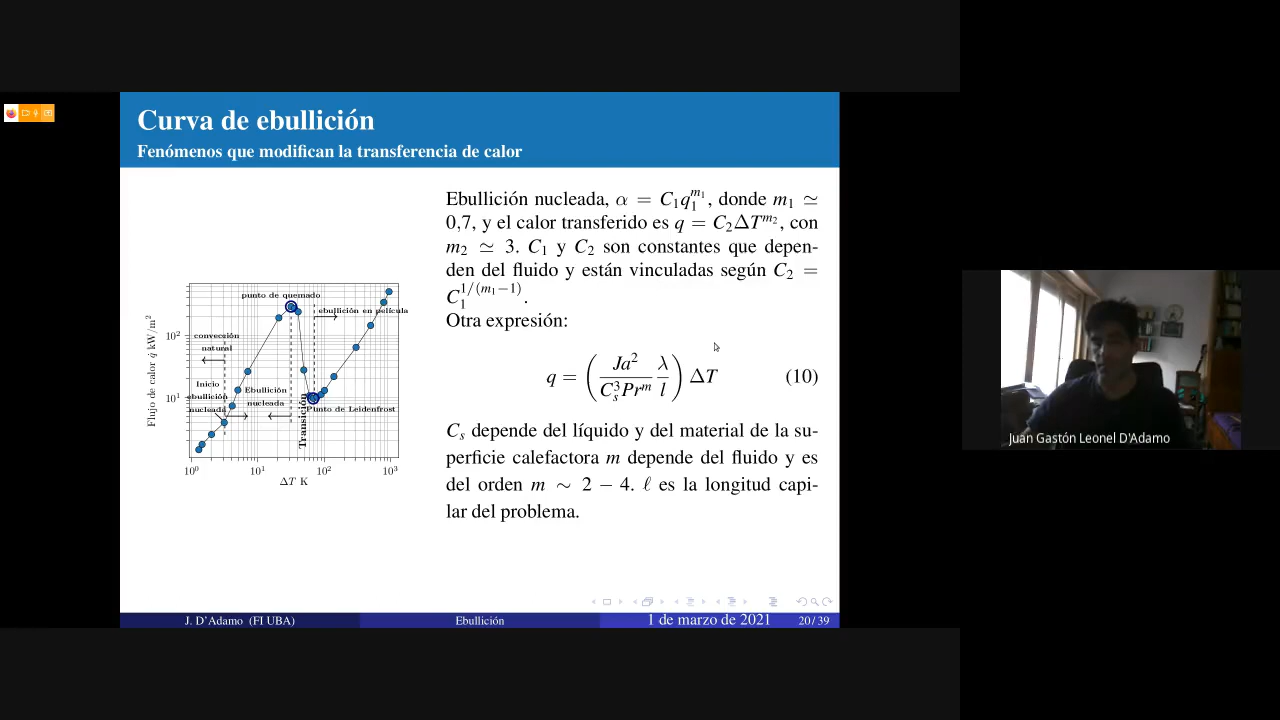 Curva de ebullición
Fenómenos que modifican la transferencia de calor
Ebullición nucleada, α = C₁q₁^{m₁}, donde m₁ ≃
0,7, y el calor transferido es q = C₂ΔT^{m₂}, con
m₂ ≃ 3. C₁ y C₂ son constantes que depen-
den del fluido y están vinculadas según C₂ =
C₁^{1/(m₁−1)}.
Otra expresión:
q = (Ja²/(C_s³Pr^m) λ/l) ΔT (10)
C_s depende del líquido y del material de la su-
perficie calefactora m depende del fluido y es
del orden m ∼ 2 − 4. ℓ es la longitud capi-
lar del problema.
punto de quemado
ebullición en película
convección
natural
Inicio
ebullición
nucleada
Ebullición
nucleada
Transición
Punto de Leidenfrost
Flujo de calor q̇ kW/m²
10²
10¹
10⁰ 10¹ 10² 10³
ΔT K
J. D'Adamo (FI UBA) Ebullición 1 de marzo de 2021 20/39
Juan Gastón Leonel D'Adamo